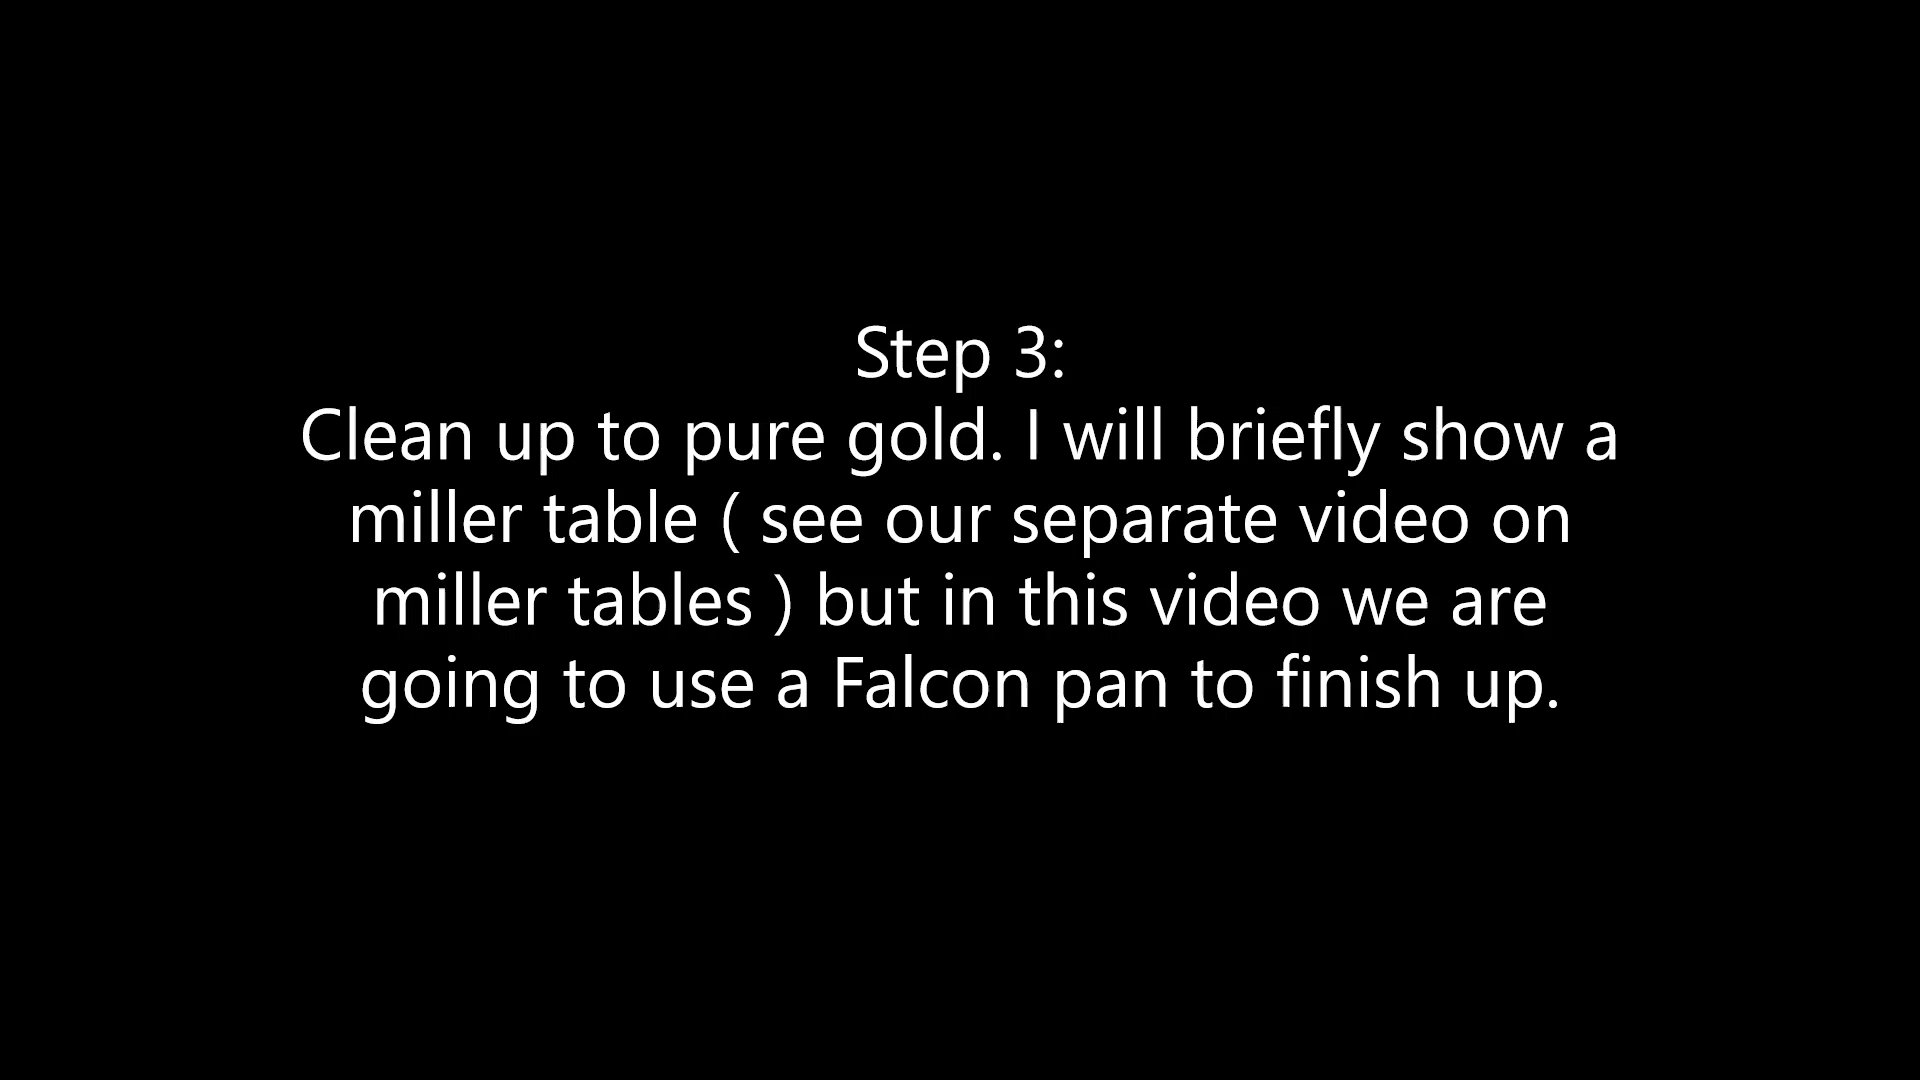 Step 3:
Clean up to pure gold. I will briefly show a
miller table ( see our separate video on
miller tables ) but in this video we are
going to use a Falcon pan to finish up.